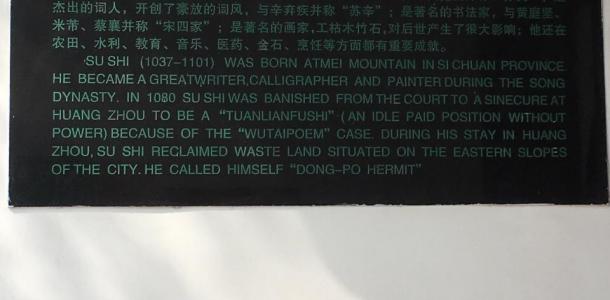 杰出的词人，开创了豪放的词风，与辛弃疾并称“苏辛”；是著名的书法家，与黄庭坚、
米芾、蔡襄并称“宋四家”；是著名的画家，工枯木竹石，对后世产生了很大影响；他还在
农田、水利、教育、音乐、医药、金石、烹饪等方面都有重要成就。
SU SHI (1037-1101) WAS BORN ATMEI MOUNTAIN IN SI CHUAN PROVINCE.
HE BECAME A GREATWRITER,CALLIGRAPHER AND PAINTER DURING THE SONG
DYNASTY. IN 1080 SU SHI WAS BANISHED FROM THE COURT TO A SINECURE AT
HUANG ZHOU TO BE A “TUANLIANFUSHI” (AN IDLE PAID POSITION WITHOUT
POWER) BECAUSE OF THE “WUTAIPOEM” CASE. DURING HIS STAY IN HUANG
ZHOU, SU SHI RECLAIMED WASTE LAND SITUATED ON THE EASTERN SLOPES
OF THE CITY. HE CALLED HIMSELF “DONG-PO HERMIT”